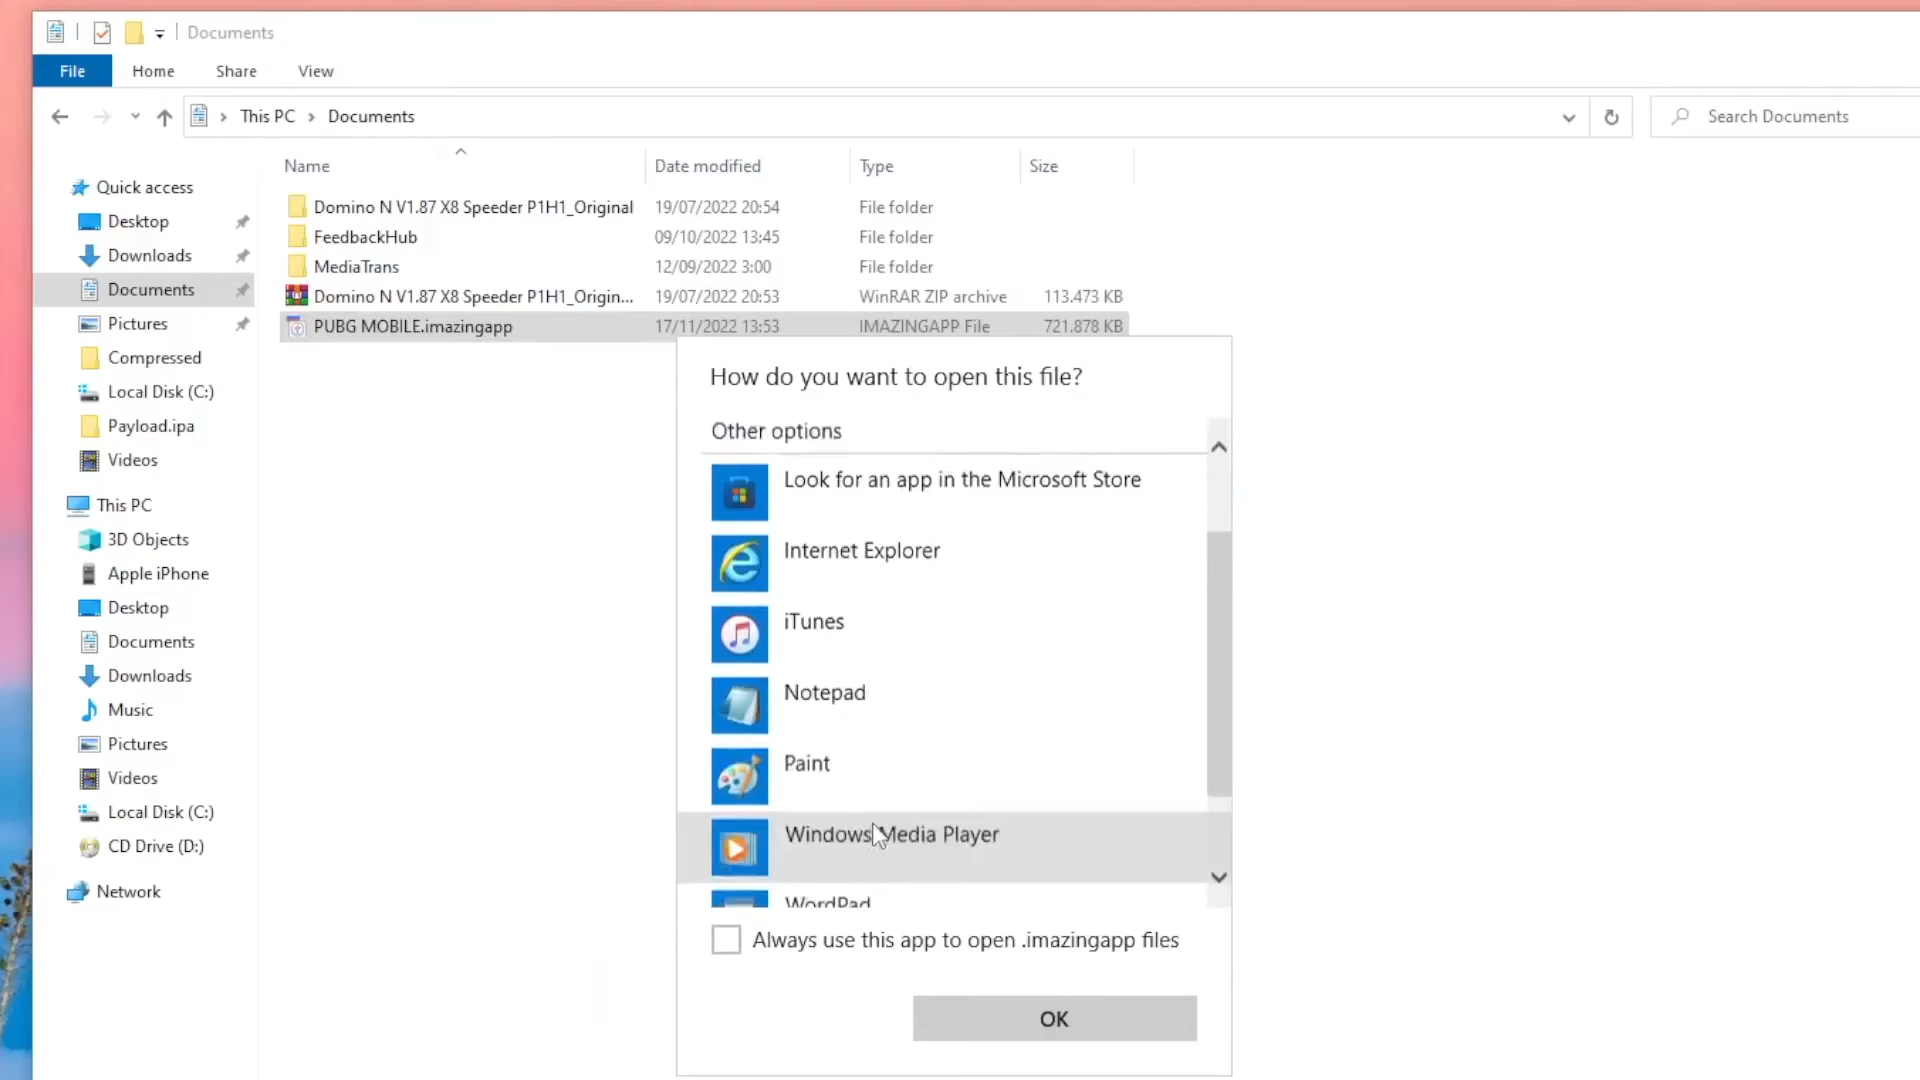 Documents
File Home Share View
This PC > Documents
Search Documents
Name Date modified Type Size
Quick access
Desktop
Downloads
Documents
Pictures
Compressed
Local Disk (C:)
Payload.ipa
Videos
This PC
3D Objects
Apple iPhone
Desktop
Documents
Downloads
Music
Pictures
Videos
Local Disk (C:)
CD Drive (D:)
Network
Domino N V1.87 X8 Speeder P1H1_Original 19/07/2022 20:54 File folder
FeedbackHub 09/10/2022 13:45 File folder
MediaTrans 12/09/2022 3:00 File folder
Domino N V1.87 X8 Speeder P1H1_Origin... 19/07/2022 20:53 WinRAR ZIP archive 113.473 KB
PUBG MOBILE.imazingapp 17/11/2022 13:53 IMAZINGAPP File 721.878 KB
How do you want to open this file?
Other options
Look for an app in the Microsoft Store
Internet Explorer
iTunes
Notepad
Paint
Windows Media Player
WordPad
Always use this app to open .imazingapp files
OK